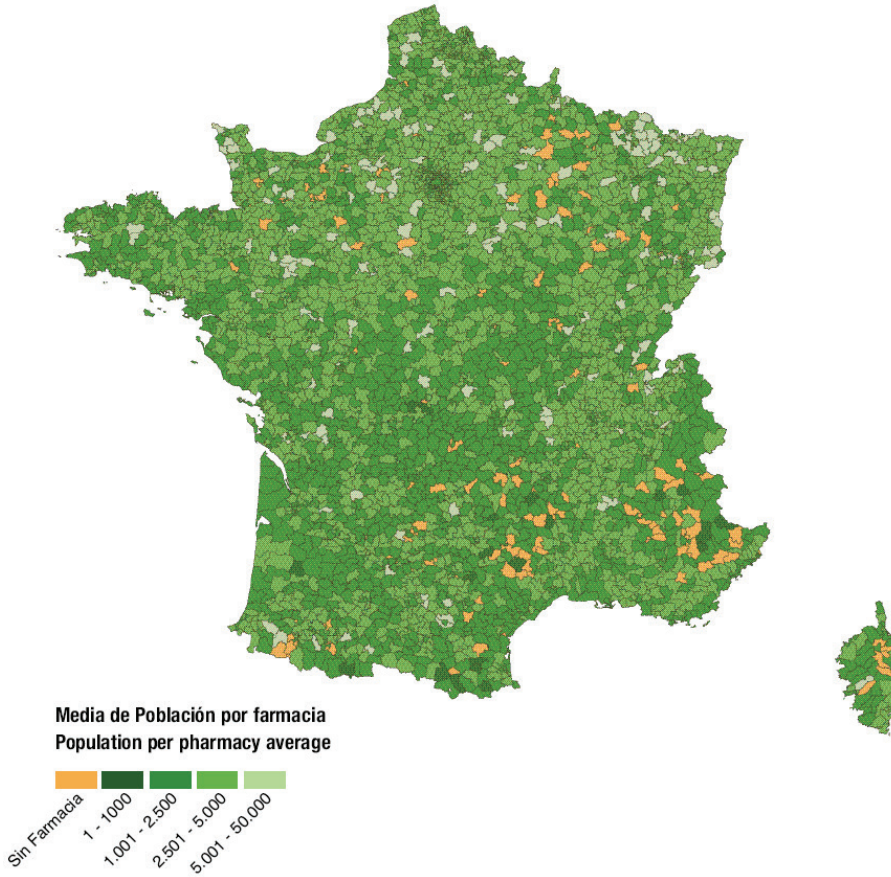 Media de Población por farmacia
Population per pharmacy average
Sin Farmacia
1 - 1000
1.001 - 2.500
2.501 - 5.000
5.001 - 50.000